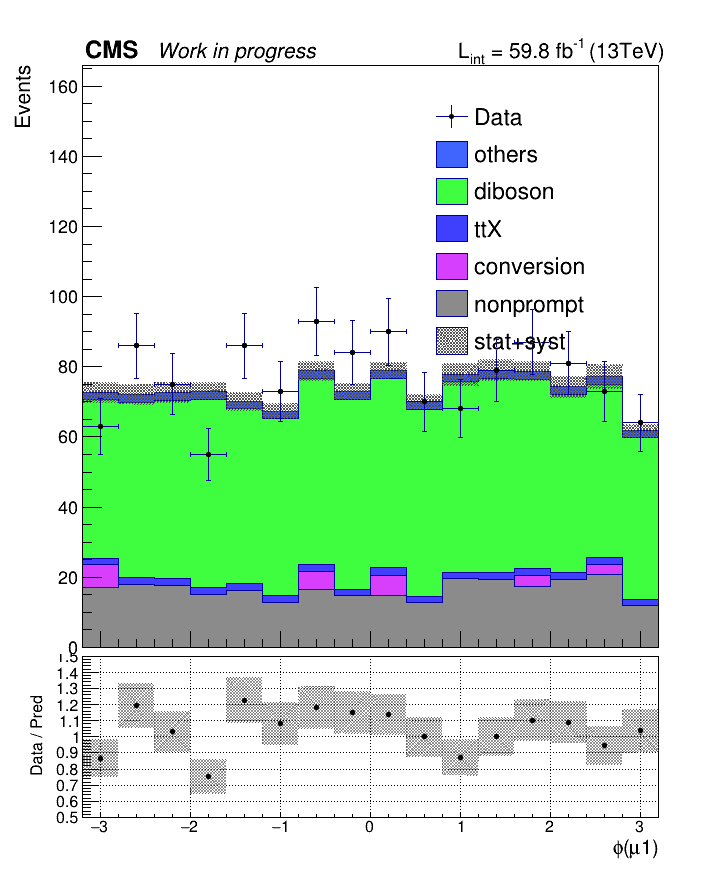 CMS Work in progress L_int = 59.8 fb^-1 (13TeV)
Events
160
140
120
100
80
60
40
20
0
Data
others
diboson
ttX
conversion
nonprompt
stat+syst
Data / Pred
1.5
1.4
1.3
1.2
1.1
1
0.9
0.8
0.7
0.6
0.5
−3 −2 −1 0 1 2 3
ϕ(μ1)